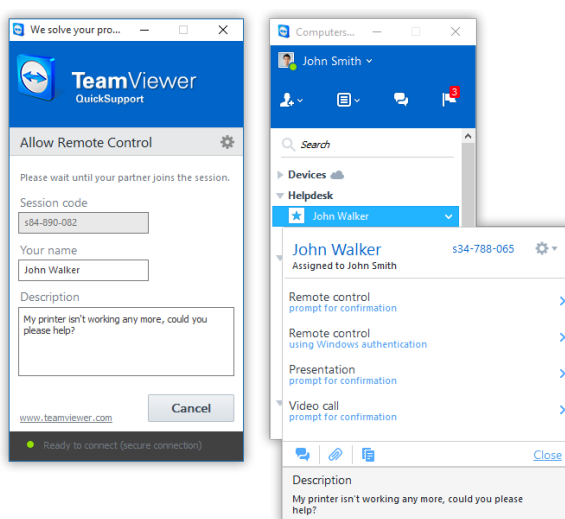 We solve your pro...
TeamViewer
QuickSupport
Allow Remote Control
Please wait until your partner joins the session.
Session code
s84-890-082
Your name
John Walker
Description
My printer isn't working any more, could you
please help?
Cancel
www.teamviewer.com
Ready to connect (secure connection)
Computers...
John Smith
3
Search
Devices
Helpdesk
John Walker
John Walker
s34-788-065
Assigned to John Smith
Remote control
prompt for confirmation
Remote control
using Windows authentication
Presentation
prompt for confirmation
Video call
prompt for confirmation
Close
Description
My printer isn't working any more, could you please
help?